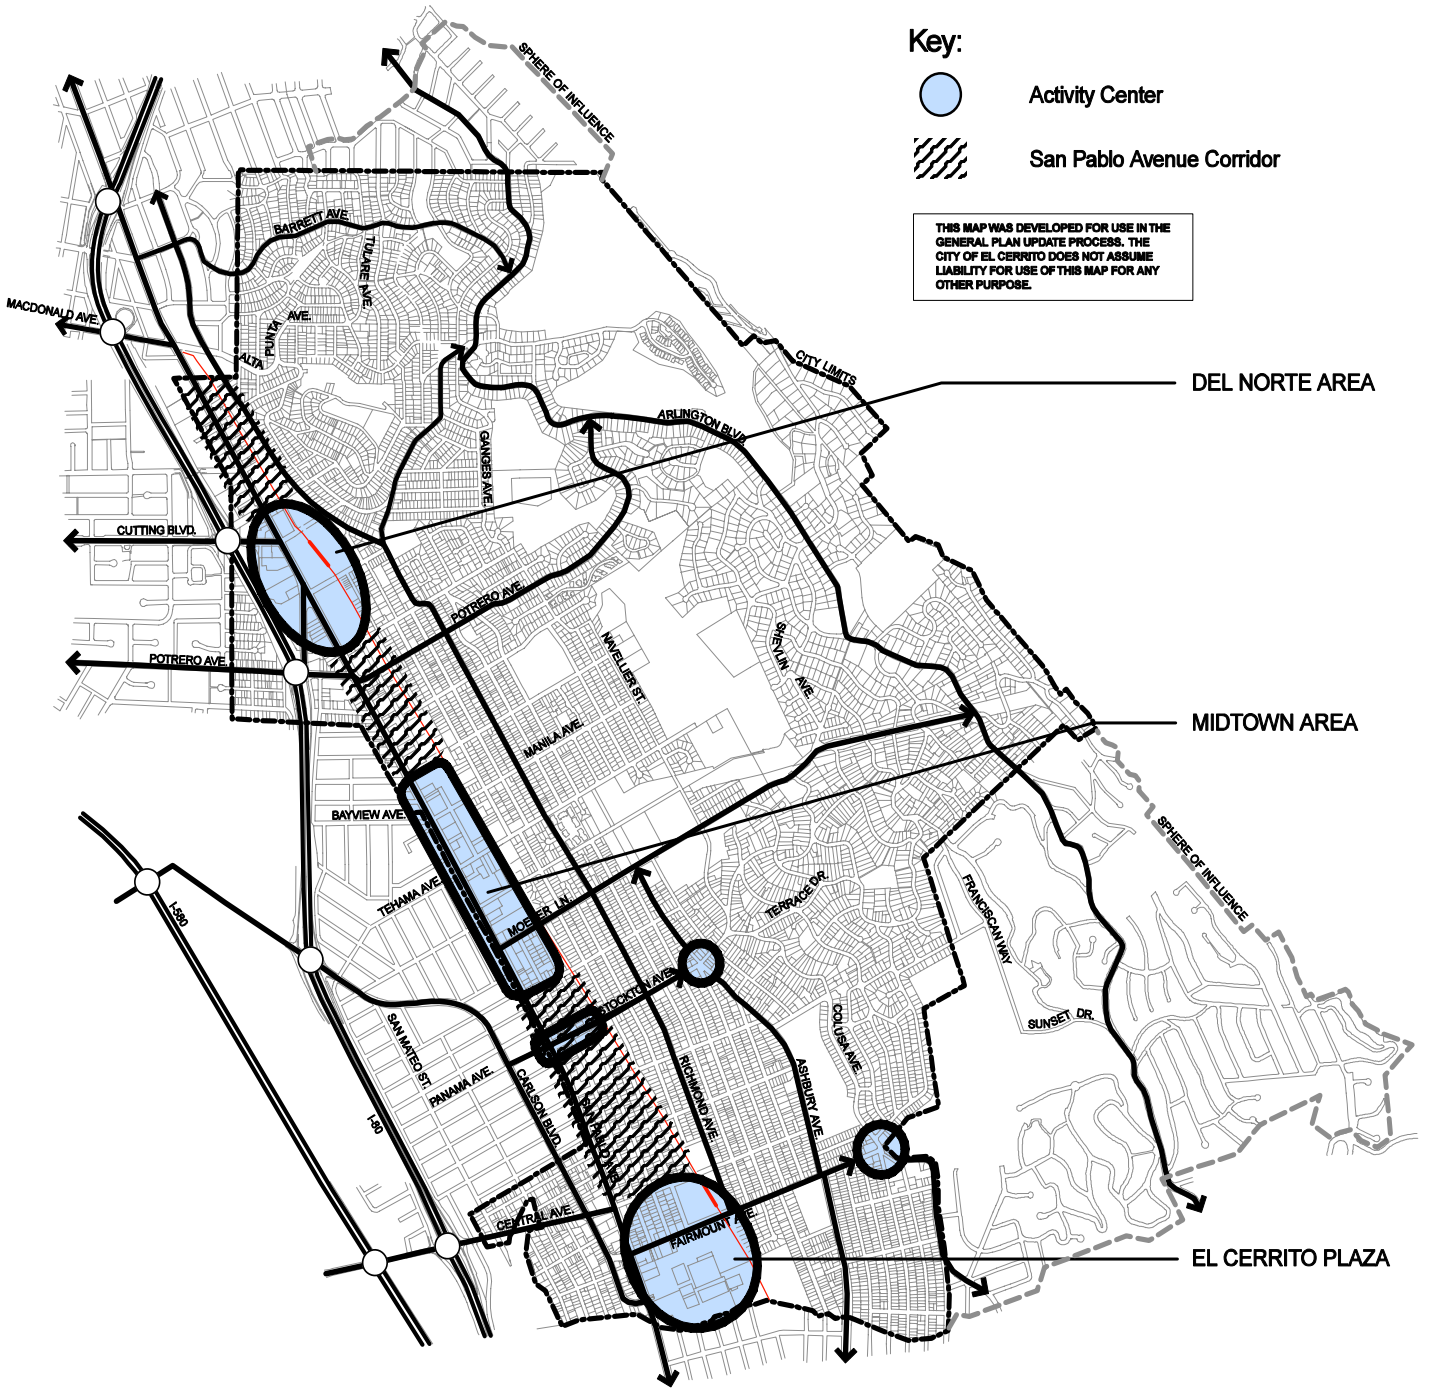 Key:
Activity Center
San Pablo Avenue Corridor
THIS MAP WAS DEVELOPED FOR USE IN THE
GENERAL PLAN UPDATE PROCESS. THE
CITY OF EL CERRITO DOES NOT ASSUME
LIABILITY FOR USE OF THIS MAP FOR ANY
OTHER PURPOSE.
SPHERE OF INFLUENCE
BARRETT AVE.
TULARE AVE.
MACDONALD AVE.
PUNTA
AVE.
ALTA
CITY LIMITS
DEL NORTE AREA
ARLINGTON BLVD.
GANGES AVE.
CUTTING BLVD.
POTRERO AVE.
NAVELLIER ST.
SHEVLIN AVE.
POTRERO AVE.
MANILA AVE.
MIDTOWN AREA
BAYVIEW AVE.
SPHERE OF INFLUENCE
TEHAMA AVE.
TERRACE DR.
FRANCISCAN WAY
I-580
MOESER LN.
STOCKTON AVE.
SAN MATEO ST.
COLUSA AVE.
SUNSET DR.
PANAMA AVE.
CARLSON BLVD.
SAN PABLO AVE.
RICHMOND AVE.
ASHBURY AVE.
I-80
CENTRAL AVE.
FAIRMOUNT AVE.
EL CERRITO PLAZA